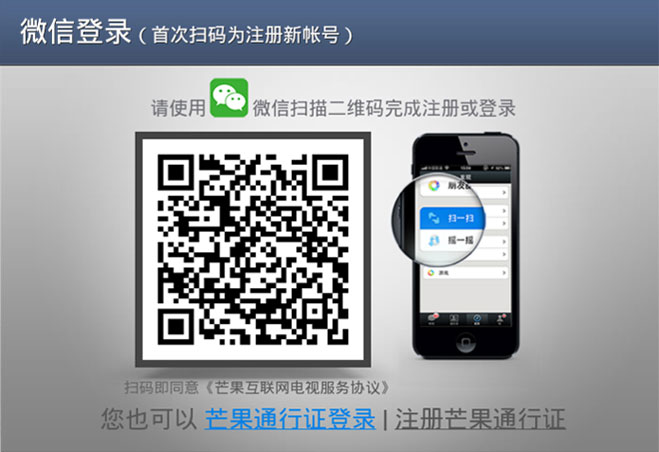 微信登录（首次扫码为注册新帐号）
请使用 微信扫描二维码完成注册或登录
朋友
扫一扫
摇一摇
游戏
扫码即同意《芒果互联网电视服务协议》
您也可以 芒果通行证登录 | 注册芒果通行证